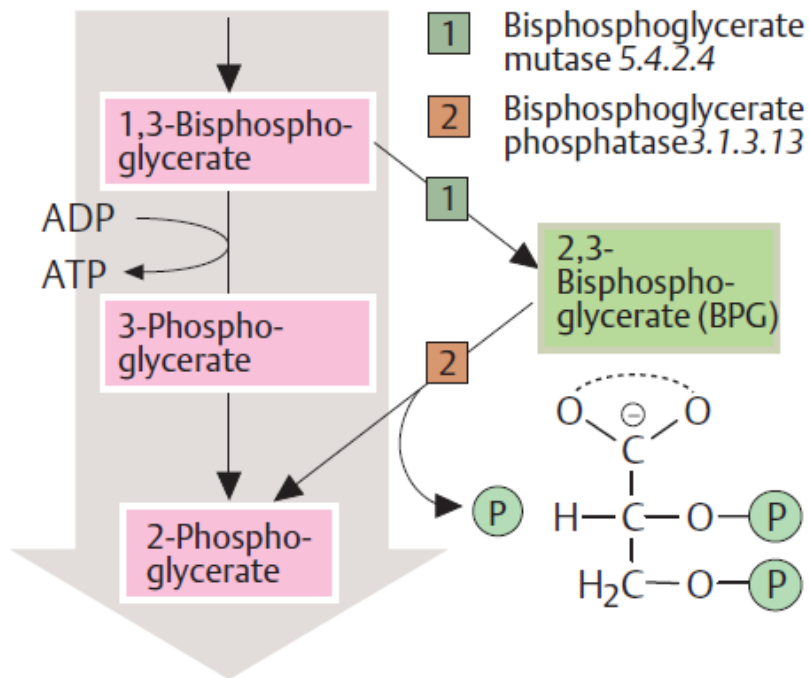 1
Bisphosphoglycerate
mutase 5.4.2.4
2
Bisphosphoglycerate
phosphatase3.1.3.13
1,3-Bisphospho-
glycerate
1
ADP
ATP
2,3-
Bisphospho-
glycerate (BPG)
3-Phospho-
glycerate
2
2-Phospho-
glycerate
P
O − O
C
H—C—O—P
H₂C—O—P